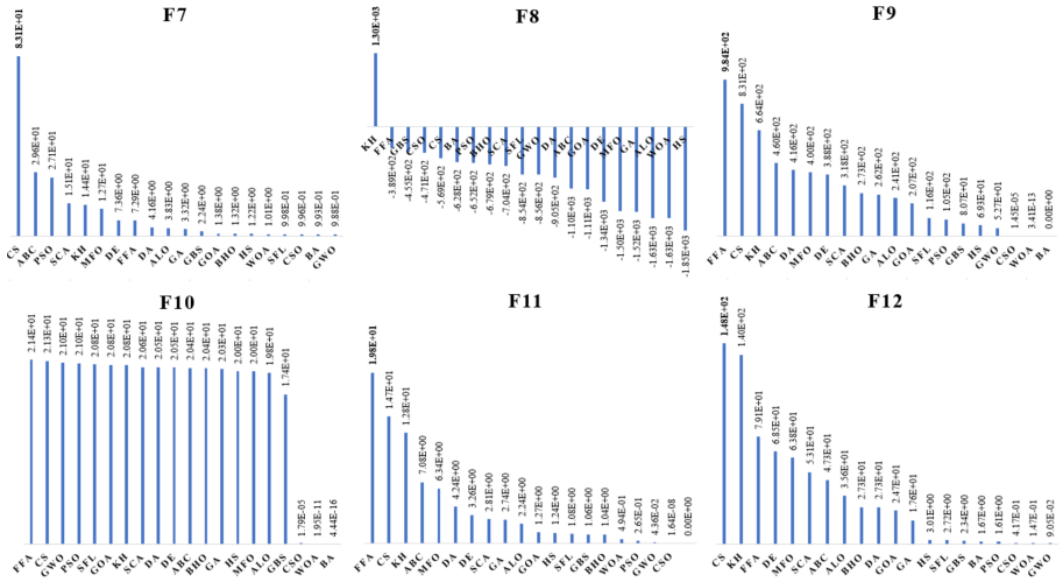 F7
8.31E+01
2.96E+01
2.71E+01
1.51E+01
1.44E+01
1.27E+01
7.36E+00
7.29E+00
4.16E+00
3.83E+00
3.32E+00
2.24E+00
1.38E+00
1.32E+00
1.22E+00
1.01E+00
9.98E-01
9.96E-01
9.93E-01
9.88E-01
CS
ABC
PSO
SCA
KH
MFO
DE
FFA
DA
ALO
GA
GBS
GOA
BHO
HS
WOA
SFL
CSO
BA
GWO
F8
1.30E+03
KH
FFA
GBS
CSO
CS
BA
PSO
BHO
SCA
SFL
GWO
DA
ABC
GOA
DE
MFO
GA
ALO
WOA
HS
-3.89E+02
-4.55E+02
-4.71E+02
-5.69E+02
-6.28E+02
-6.52E+02
-6.79E+02
-7.04E+02
-8.54E+02
-8.56E+02
-9.05E+02
-1.10E+03
-1.11E+03
-1.34E+03
-1.50E+03
-1.52E+03
-1.63E+03
-1.63E+03
-1.85E+03
F9
9.84E+02
8.31E+02
6.64E+02
4.60E+02
4.16E+02
4.00E+02
3.88E+02
3.18E+02
2.73E+02
2.62E+02
2.41E+02
2.07E+02
1.16E+02
1.05E+02
8.07E+01
6.93E+01
5.27E+01
1.45E-05
3.41E-13
0.00E+00
FFA
CS
KH
ABC
DA
MFO
DE
SCA
BHO
GA
ALO
GOA
SFL
PSO
GBS
HS
GWO
CSO
WOA
BA
F10
2.14E+01
2.13E+01
2.10E+01
2.10E+01
2.08E+01
2.08E+01
2.08E+01
2.06E+01
2.05E+01
2.05E+01
2.04E+01
2.04E+01
2.03E+01
2.00E+01
2.00E+01
1.98E+01
1.74E+01
1.79E-05
1.95E-11
4.44E-16
FFA
CS
GWO
PSO
SFL
GOA
KH
SCA
DA
DE
ABC
BHO
GA
HS
MFO
ALO
GBS
CSO
WOA
BA
F11
1.98E+01
1.47E+01
1.28E+01
7.08E+00
6.34E+00
4.24E+00
3.26E+00
2.81E+00
2.74E+00
2.24E+00
1.27E+00
1.24E+00
1.08E+00
1.06E+00
1.04E+00
4.94E-01
2.65E-01
4.36E-02
1.64E-08
0.00E+00
FFA
CS
KH
ABC
MFO
DA
DE
SCA
GA
ALO
GOA
HS
SFL
GBS
BHO
WOA
PSO
GWO
CSO
F12
1.48E+02
1.40E+02
7.91E+01
6.85E+01
6.38E+01
5.31E+01
4.73E+01
3.56E+01
2.73E+01
2.73E+01
2.47E+01
1.76E+01
3.01E+00
2.72E+00
2.34E+00
1.67E+00
1.61E+00
4.17E-01
1.47E-01
9.05E-02
CS
KH
FFA
DE
MFO
SCA
ABC
ALO
BHO
DA
GOA
GA
HS
SFL
GBS
BA
PSO
CSO
WOA
GWO